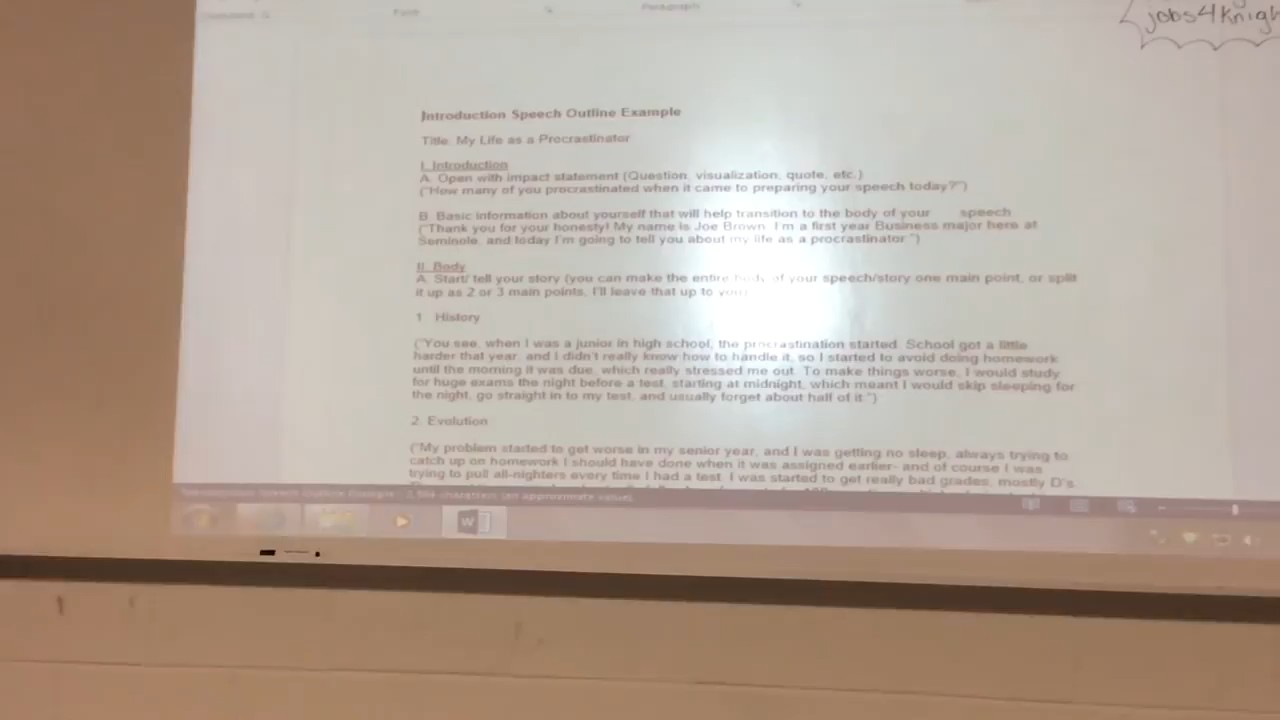 Paragraph
jobs4Knigh
Introduction Speech Outline Example
Title: My Life as a Procrastinator
I. Introduction
A. Open with impact statement (Question, visualization, quote, etc.)
("How many of you procrastinated when it came to preparing your speech today?")
B. Basic information about yourself that will help transition to the body of your speech
("Thank you for your honesty! My name is Joe Brown. I'm a first year Business major here at
Seminole, and today I'm going to tell you about my life as a procrastinator.")
II. Body
A. Start/ tell your story (you can make the entire body of your speech/story one main point, or split
it up as 2 or 3 main points, I'll leave that up to you)
1. History
("You see, when I was a junior in high school, the procrastination started. School got a little
harder that year, and I didn't really know how to handle it, so I started to avoid doing homework
until the morning it was due, which really stressed me out. To make things worse, I would study
for huge exams the night before a test, starting at midnight, which meant I would skip sleeping for
the night, go straight in to my test, and usually forget about half of it.")
2. Evolution
("My problem started to get worse in my senior year, and I was getting no sleep, always trying to
catch up on homework I should have done when it was assigned earlier- and of course I was
trying to pull all-nighters every time I had a test. I was started to get really bad grades, mostly D's
Introduction Speech Outline Example: characters (an approximate value).
W